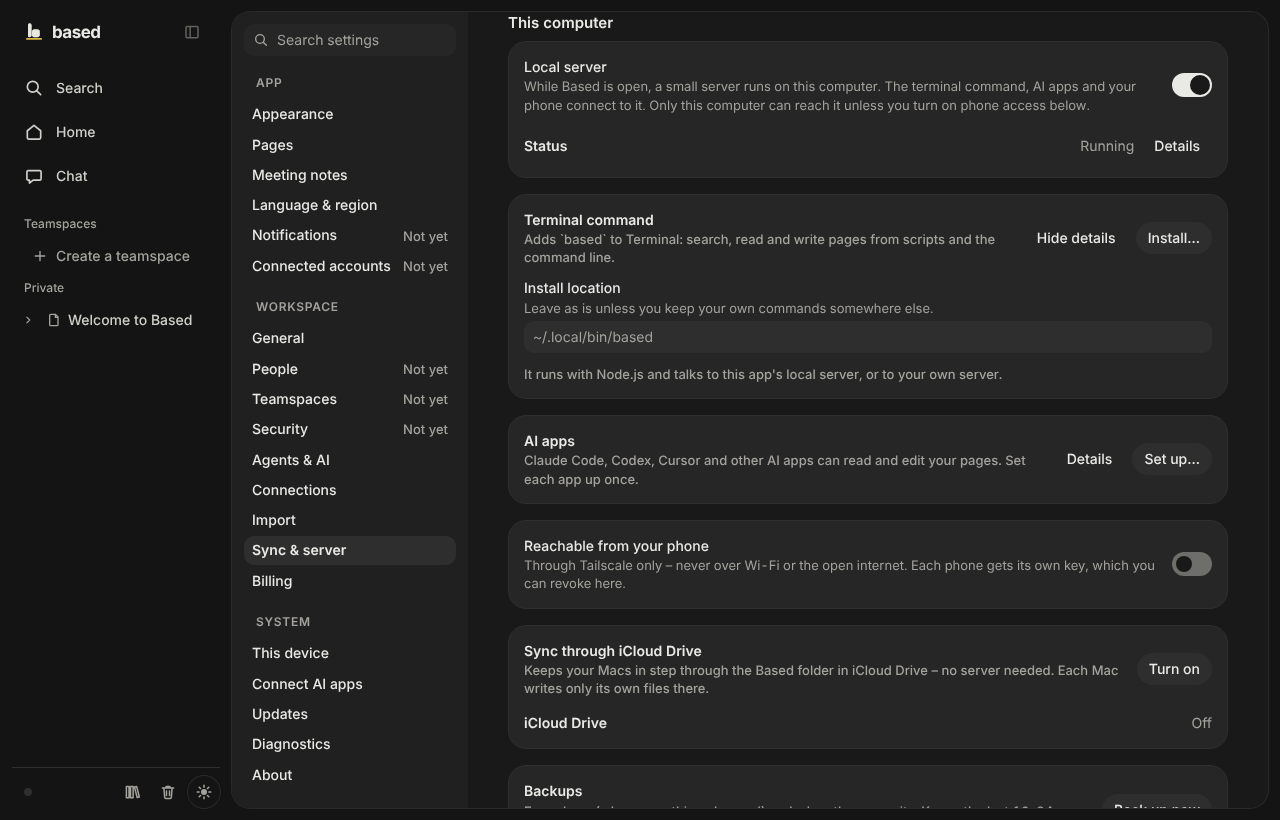 based
Search
Home
Chat
Teamspaces
Create a teamspace
Private
Welcome to Based
Search settings
APP
Appearance
Pages
Meeting notes
Language & region
Notifications Not yet
Connected accounts Not yet
WORKSPACE
General
People Not yet
Teamspaces Not yet
Security Not yet
Agents & AI
Connections
Import
Sync & server
Billing
SYSTEM
This device
Connect AI apps
Updates
Diagnostics
About
This computer
Local server
While Based is open, a small server runs on this computer. The terminal command, AI apps and your
phone connect to it. Only this computer can reach it unless you turn on phone access below.
Status Running Details
Terminal command
Adds `based` to Terminal: search, read and write pages from scripts and the
command line.
Hide details Install...
Install location
Leave as is unless you keep your own commands somewhere else.
~/.local/bin/based
It runs with Node.js and talks to this app's local server, or to your own server.
AI apps
Claude Code, Codex, Cursor and other AI apps can read and edit your pages. Set
each app up once.
Details Set up...
Reachable from your phone
Through Tailscale only – never over Wi-Fi or the open internet. Each phone gets its own key, which you
can revoke here.
Sync through iCloud Drive
Keeps your Macs in step through the Based folder in iCloud Drive – no server needed. Each Mac
writes only its own files there.
Turn on
iCloud Drive Off
Backups
Back up now